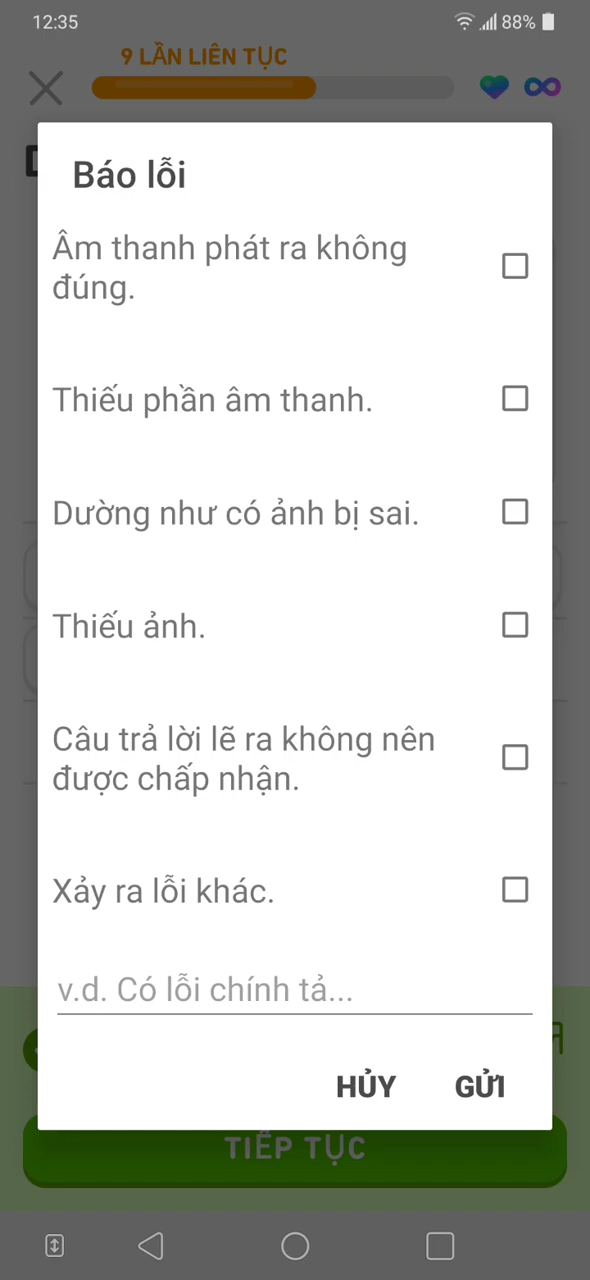 12:35
88%
9 LẦN LIÊN TỤC
Báo lỗi
Âm thanh phát ra không
đúng.
Thiếu phần âm thanh.
Dường như có ảnh bị sai.
Thiếu ảnh.
Câu trả lời lẽ ra không nên
được chấp nhận.
Xảy ra lỗi khác.
v.d. Có lỗi chính tả...
HỦY GỬI
TIẾP TỤC